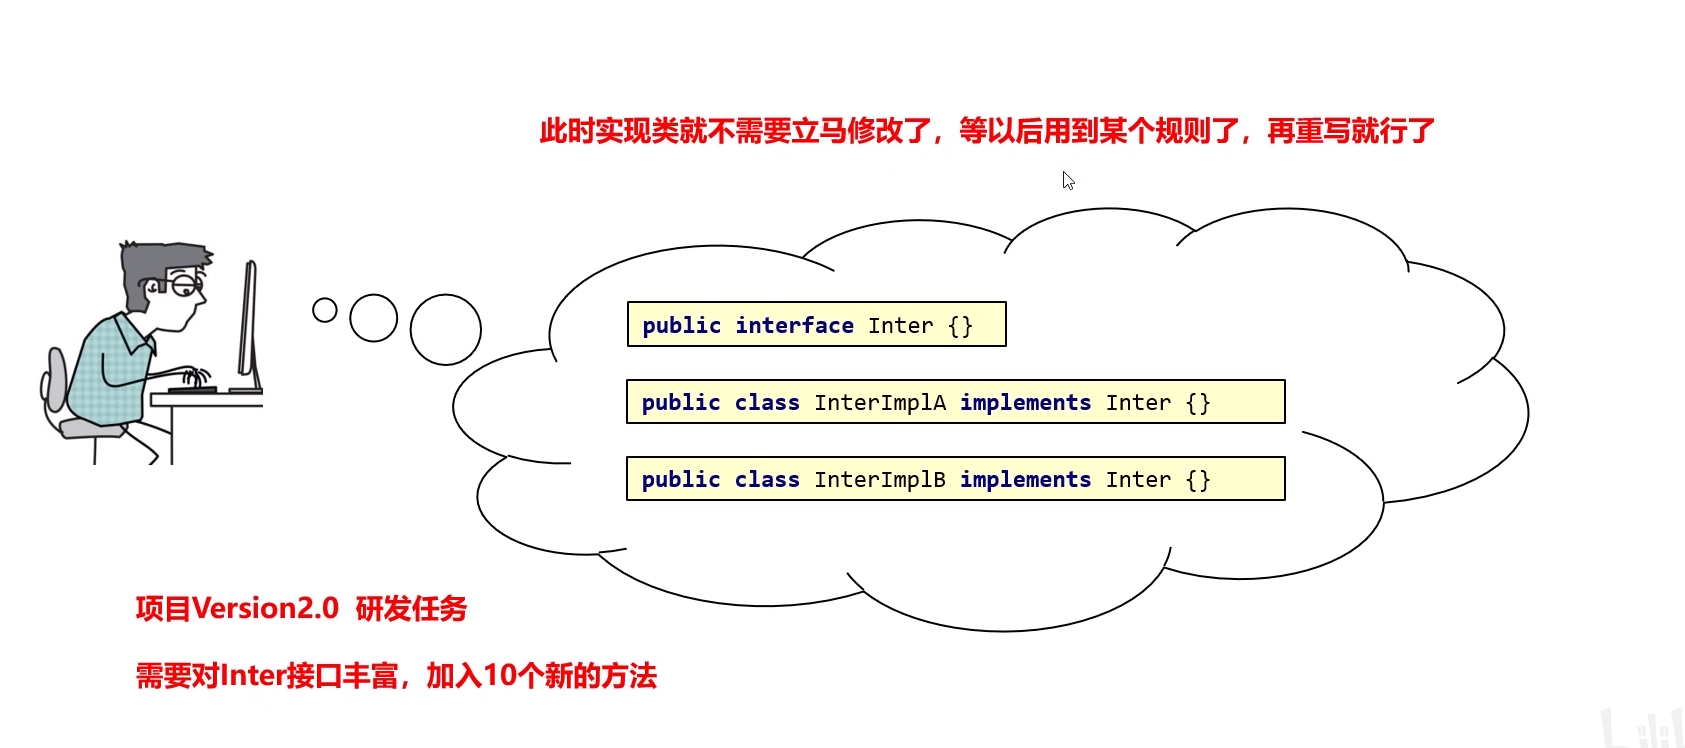 此时实现类就不需要立马修改了，等以后用到某个规则了，再重写就行了
public interface Inter {}
public class InterImplA implements Inter {}
public class InterImplB implements Inter {}
项目Version2.0 研发任务
需要对Inter接口丰富，加入10个新的方法